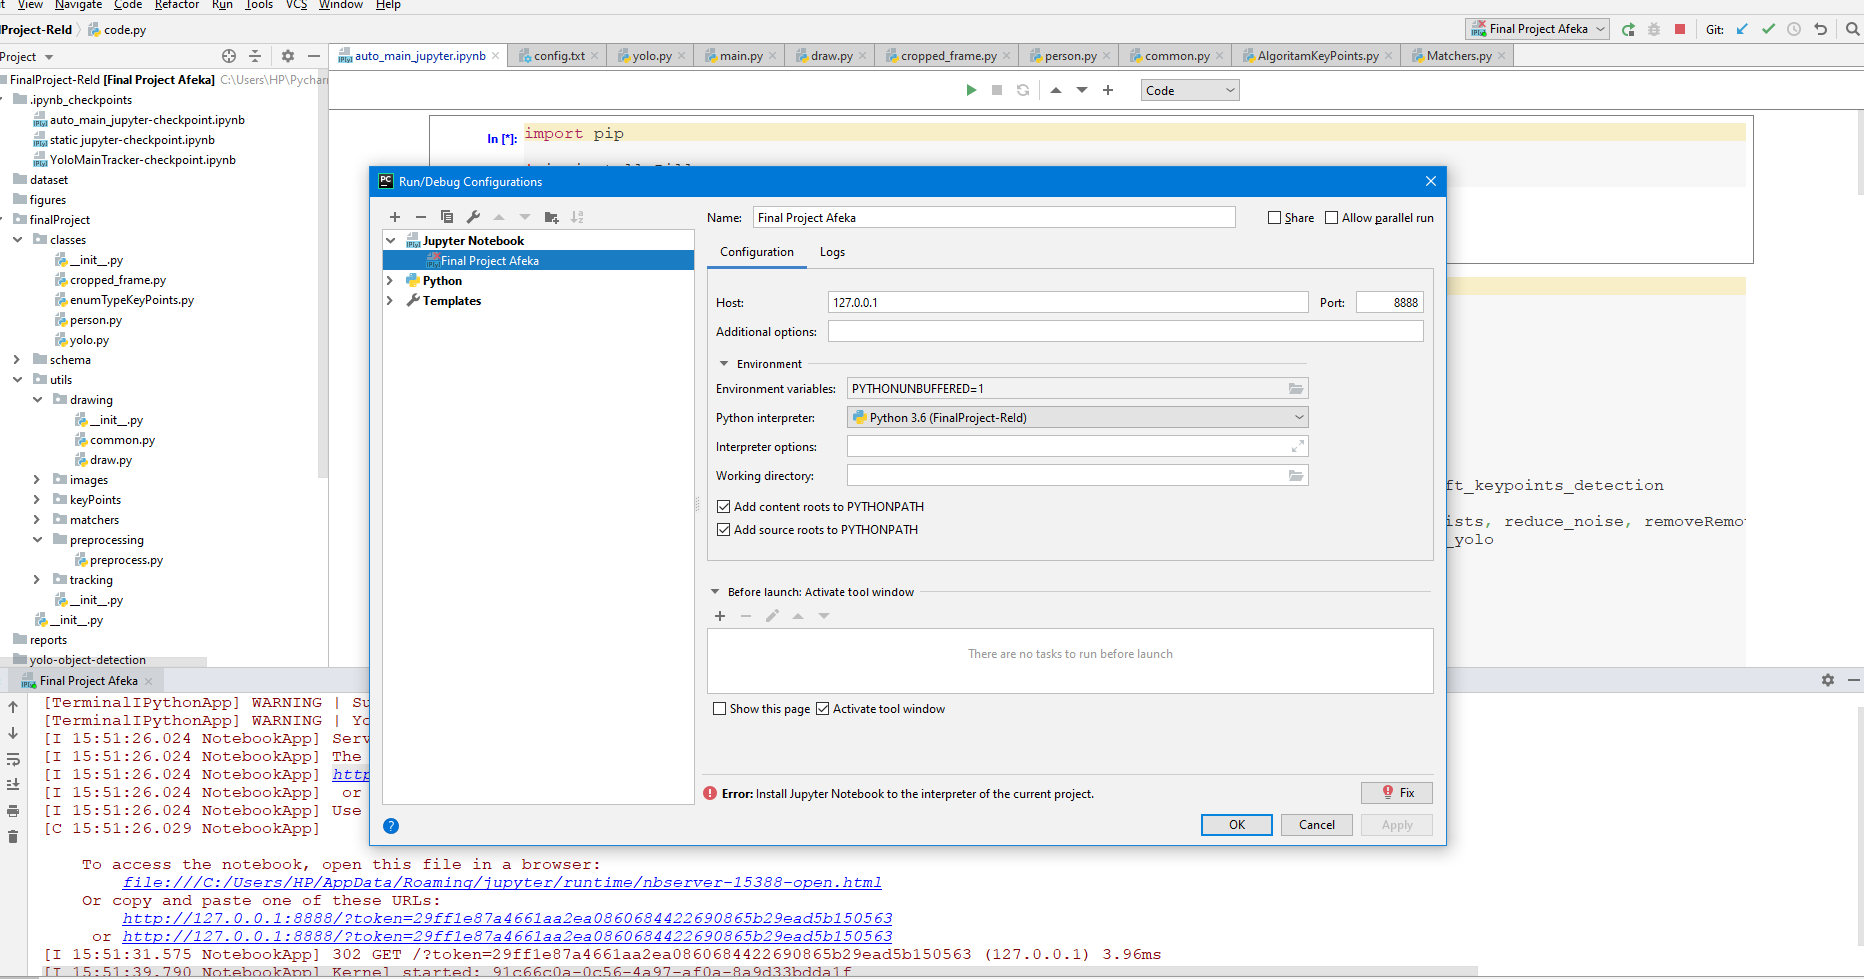 it View Navigate Code Refactor Run Tools VCS Window Help
lProject-Reld code.py
Final Project Afeka Git:
Project
auto_main_jupyter.ipynb config.txt yolo.py main.py draw.py cropped_frame.py person.py common.py AlgoritamKeyPoints.py Matchers.py
FinalProject-Reld [Final Project Afeka] C:\Users\HP\Pychar
.ipynb_checkpoints
auto_main_jupyter-checkpoint.ipynb
static jupyter-checkpoint.ipynb
YoloMainTracker-checkpoint.ipynb
dataset
figures
finalProject
classes
__init__.py
cropped_frame.py
enumTypeKeyPoints.py
person.py
yolo.py
schema
utils
drawing
__init__.py
common.py
draw.py
images
keyPoints
matchers
preprocessing
preprocess.py
tracking
__init__.py
__init__.py
reports
yolo-object-detection
Code
In [*]: import pip
ft_keypoints_detection
ists, reduce_noise, removeRemo
_yolo
Run/Debug Configurations
Jupyter Notebook
Final Project Afeka
Python
Templates
Name: Final Project Afeka Share Allow parallel run
Configuration Logs
Host: 127.0.0.1 Port: 8888
Additional options:
Environment
Environment variables: PYTHONUNBUFFERED=1
Python interpreter: Python 3.6 (FinalProject-Reld)
Interpreter options:
Working directory:
Add content roots to PYTHONPATH
Add source roots to PYTHONPATH
Before launch: Activate tool window
There are no tasks to run before launch
Show this page Activate tool window
Error: Install Jupyter Notebook to the interpreter of the current project. Fix
OK Cancel Apply
Final Project Afeka
[TerminalIPythonApp] WARNING | Su
[TerminalIPythonApp] WARNING | Yo
[I 15:51:26.024 NotebookApp] Serv
[I 15:51:26.024 NotebookApp] The
[I 15:51:26.024 NotebookApp] http
[I 15:51:26.024 NotebookApp] or
[I 15:51:26.024 NotebookApp] Use
[C 15:51:26.029 NotebookApp]
To access the notebook, open this file in a browser:
file:///C:/Users/HP/AppData/Roaming/jupyter/runtime/nbserver-15388-open.html
Or copy and paste one of these URLs:
http://127.0.0.1:8888/?token=29ff1e87a4661aa2ea0860684422690865b29ead5b150563
or http://127.0.0.1:8888/?token=29ff1e87a4661aa2ea0860684422690865b29ead5b150563
[I 15:51:31.575 NotebookApp] 302 GET /?token=29ff1e87a4661aa2ea0860684422690865b29ead5b150563 (127.0.0.1) 3.96ms
[I 15:51:39.790 NotebookApp] Kernel started: 91c66c0a-0c56-4a97-af0a-8a9d33bdda1f